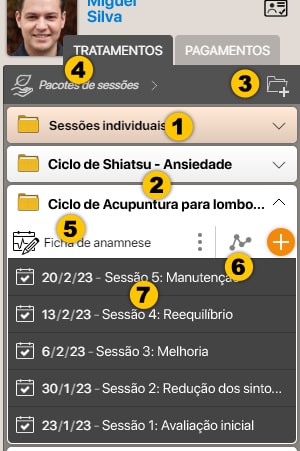 Miguel
Silva
TRATAMENTOS PAGAMENTOS
4
Pacotes de sessões
3
Sessões individuais
1
Ciclo de Shiatsu - Ansiedade
2
Ciclo de Acupuntura para lombo...
5
Ficha de anamnese
6
20/2/23 - Sessão 5: Manutenção
7
13/2/23 - Sessão 4: Reequilíbrio
6/2/23 - Sessão 3: Melhoria
30/1/23 - Sessão 2: Redução dos sinto...
23/1/23 - Sessão 1: Avaliação inicial